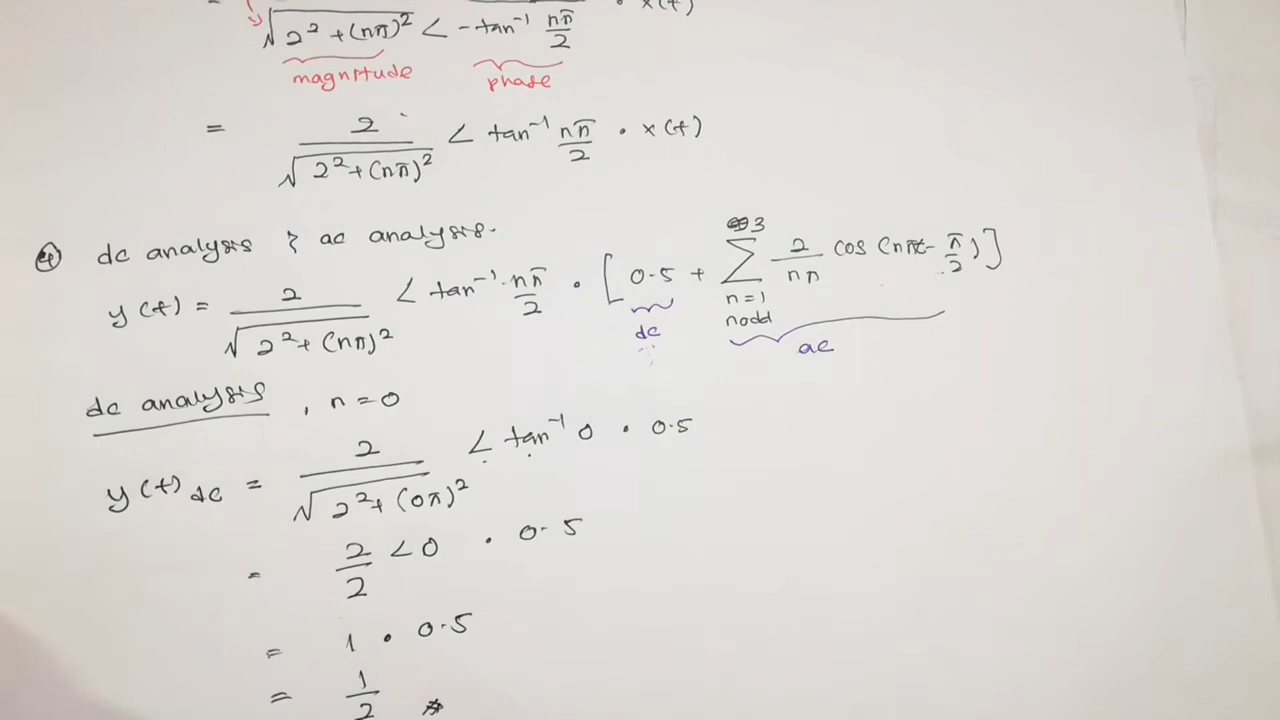 = • x(t)
√2² + (nπ)² ∠ -tan⁻¹ nπ/2
magnitude phase
= 2/√2²+(nπ)² ∠ tan⁻¹ nπ/2 • x(t)
④ dc analysis & ac analysis.
y(t) = 2/√2²+(nπ)² ∠ tan⁻¹ nπ/2 • [0.5 + 3∑n=1 nodd 2/nπ cos(nπt - π/2)]
dc
ac
dc analysis, n=0
y(t)dc = 2/√2²+(0π)² ∠ tan⁻¹ 0 • 0.5
= 2/2 ∠0 • 0.5
= 1 • 0.5
= 1/2